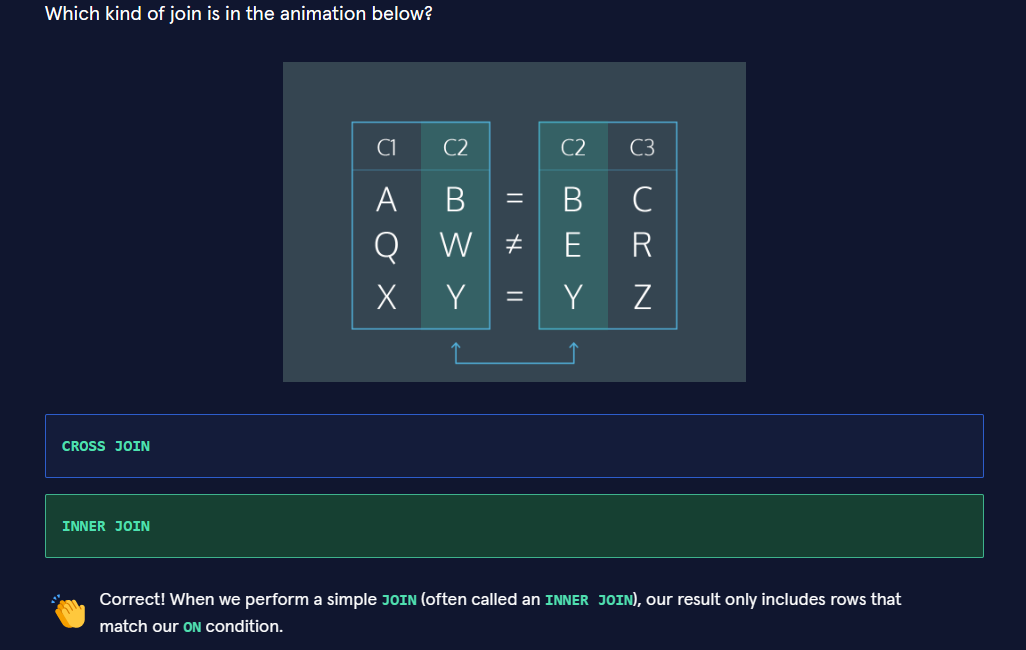 Which kind of join is in the animation below?
C1 C2 C2 C3
A B = B C
Q W ≠ E R
X Y = Y Z
CROSS JOIN
INNER JOIN
Correct! When we perform a simple JOIN (often called an INNER JOIN), our result only includes rows that
match our ON condition.